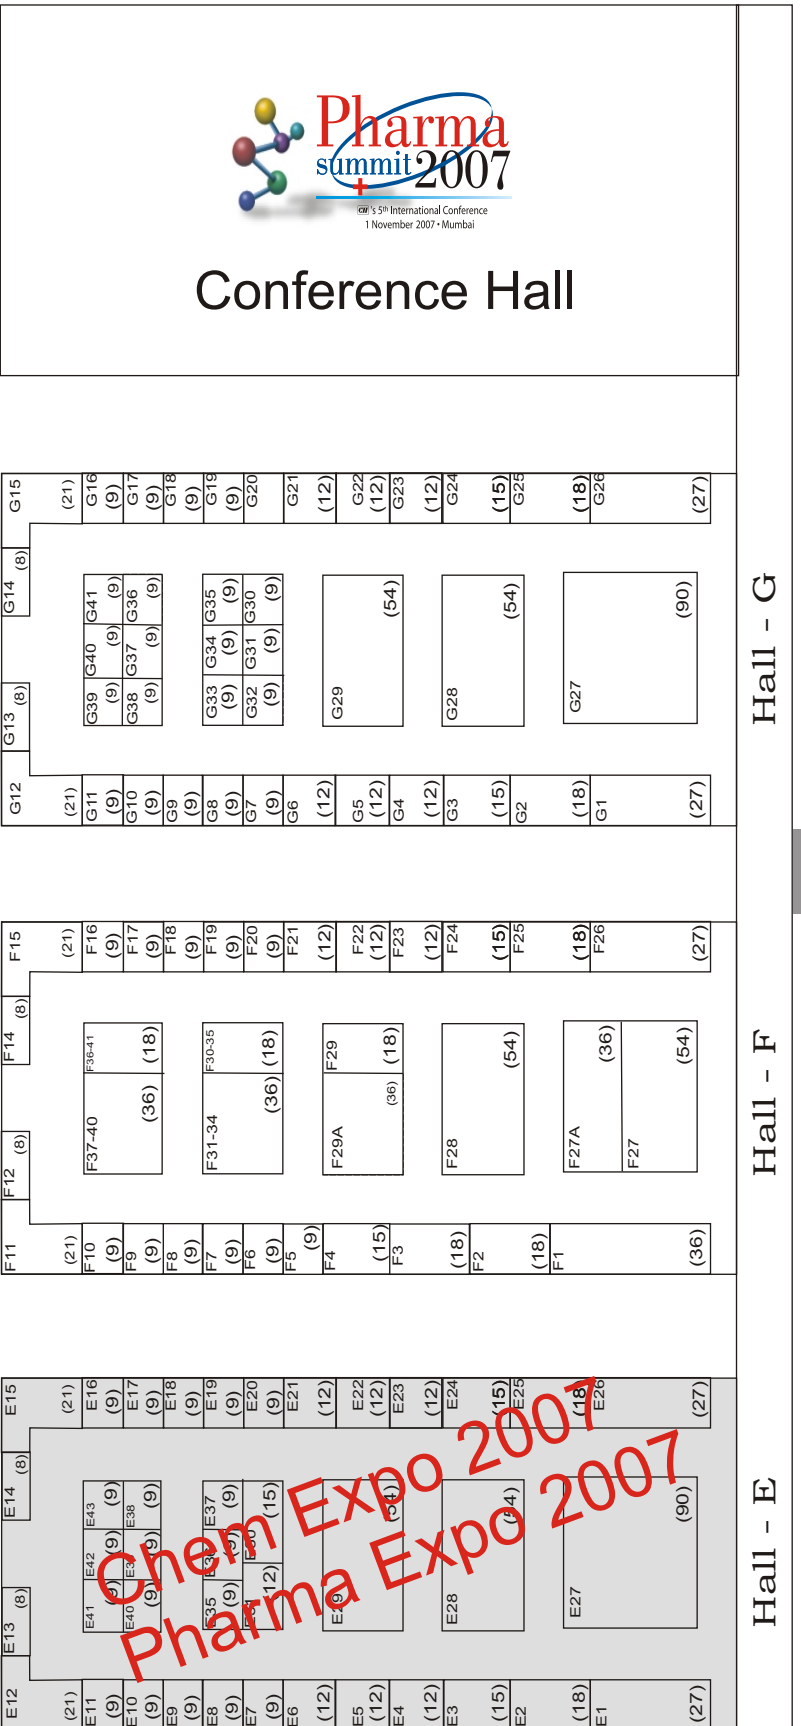 Pharma
summit 2007
CII 's 5th International Conference
1 November 2007 • Mumbai
Conference Hall
G15 (21) G16 (9) G17 (9) G18 (9) G19 (9) G20 G21 (12) G22 (12) G23 (12) G24 (15) G25 (18) G26 (27)
G14 (8)
G41 (9) G36 (9) G35 (9) G30 (9)
G40 (9) G37 (9) G34 (9) G31 (9)
G39 (9) G38 (9) G33 (9) G32 (9)
G29 (54) G28 (54) G27 (90)
Hall - G
G13 (8)
G12 (21) G11 (9) G10 (9) G9 (9) G8 (9) G7 (9) G6 (12) G5 (12) G4 (12) G3 (15) G2 (18) G1 (27)
F15 (21) F16 (9) F17 (9) F18 (9) F19 (9) F20 (9) F21 (12) F22 (12) F23 (12) F24 (15) F25 (18) F26 (27)
F14 (8)
F36-41 (18) F30-35 (18) F29 (18)
F37-40 (36) F31-34 (36) F29A (36)
F28 (54) F27A (36) F27 (54)
Hall - F
F12 (8)
F11 (21) F10 (9) F9 (9) F8 (9) F7 (9) F6 (9) F5 (9) F4 (15) F3 (18) F2 (18) F1 (36)
E15 (21) E16 (9) E17 (9) E18 (9) E19 (9) E20 (9) E21 (12) E22 (12) E23 (12) E24 (15) E25 (18) E26 (27)
E14 (8)
E43 (9) E38 (9) E37 (9) (15)
E42 (9) (9) (9)
E41 (9) E40 (9) E35 (9) (12)
E29 (54) E28 (54) E27 (90)
Chem Expo 2007
Pharma Expo 2007
Hall - E
E13 (8)
E12 (21) E11 (9) E10 (9) E9 (9) E8 (9) E7 (9) E6 (12) E5 (12) E4 (12) E3 (15) E2 (18) E1 (27)